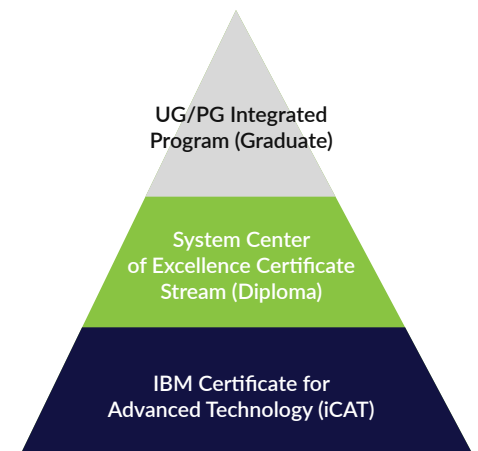 UG/PG Integrated
Program (Graduate)
System Center
of Excellence Certificate
Stream (Diploma)
IBM Certificate for
Advanced Technology (iCAT)